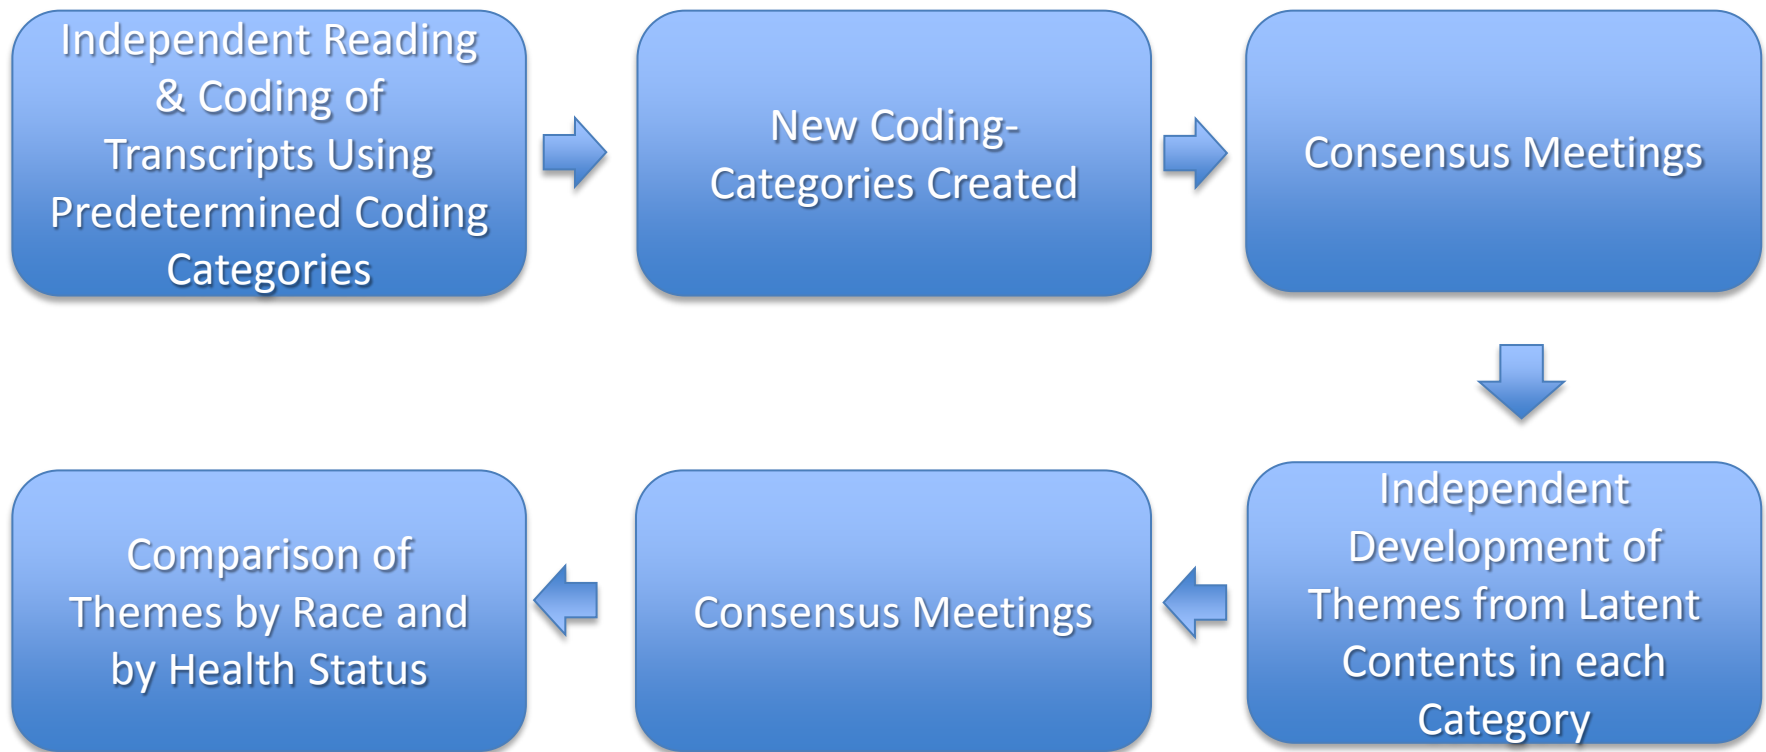 Independent Reading
& Coding of
Transcripts Using
Predetermined Coding
Categories
New Coding-
Categories Created
Consensus Meetings
Independent
Development of
Themes from Latent
Contents in each
Category
Consensus Meetings
Comparison of
Themes by Race and
by Health Status